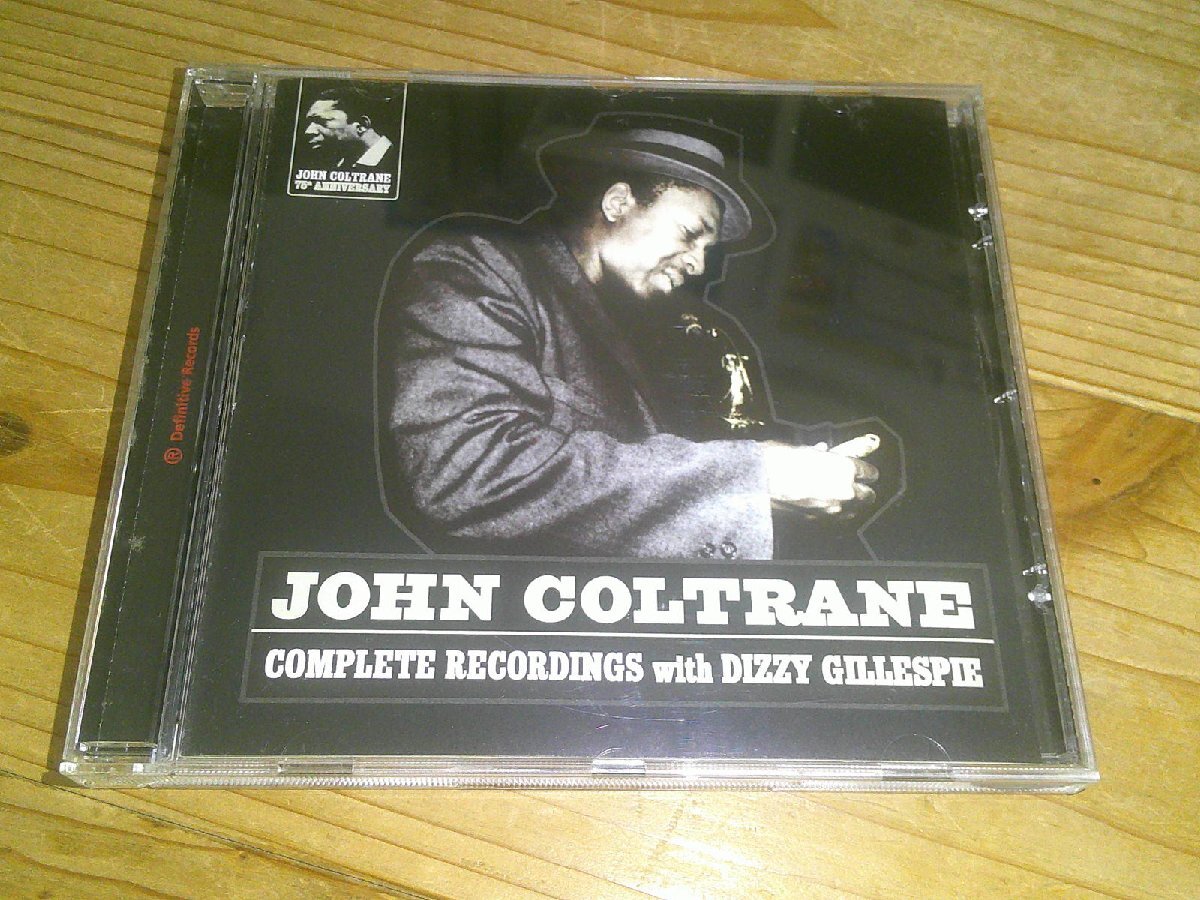 JOHN COLTRANE
75th ANNIVERSARY
® Definitive Records
JOHN COLTRANE
COMPLETE RECORDINGS with DIZZY GILLESPIE